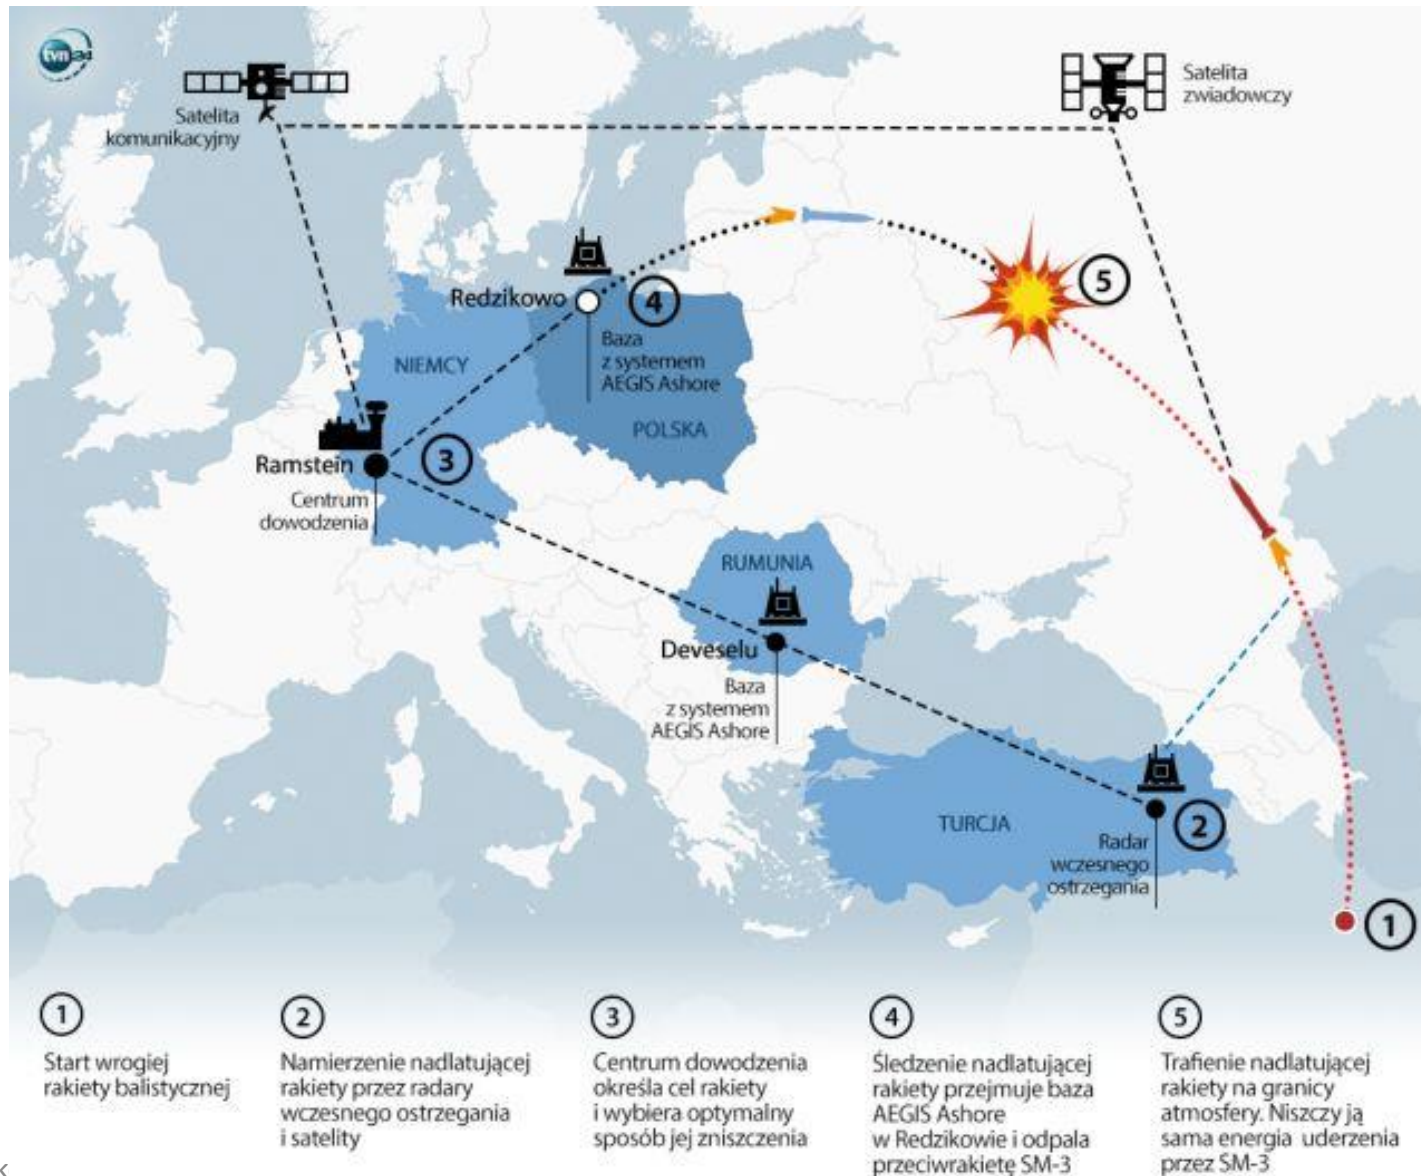 tvn24
Satelita
komunikacyjny
Satelita
zwiadowczy
Redzikowo
4
5
Baza
z systemem
AEGIS Ashore
NIEMCY
POLSKA
Ramstein
3
Centrum
dowodzenia
RUMUNIA
Deveselu
Baza
z systemem
AEGIS Ashore
TURCJA
2
Radar
wczesnego
ostrzegania
1
1
Start wrogiej
rakiety balistycznej
2
Namierzenie nadlatującej
rakiety przez radary
wczesnego ostrzegania
i satelity
3
Centrum dowodzenia
określa cel rakiety
i wybiera optymalny
sposób jej zniszczenia
4
Śledzenie nadlatującej
rakiety przejmuje baza
AEGIS Ashore
w Redzikowie i odpala
przeciwrakietę SM-3
5
Trafienie nadlatującej
rakiety na granicy
atmosfery. Niszczy ją
sama energia uderzenia
przez SM-3